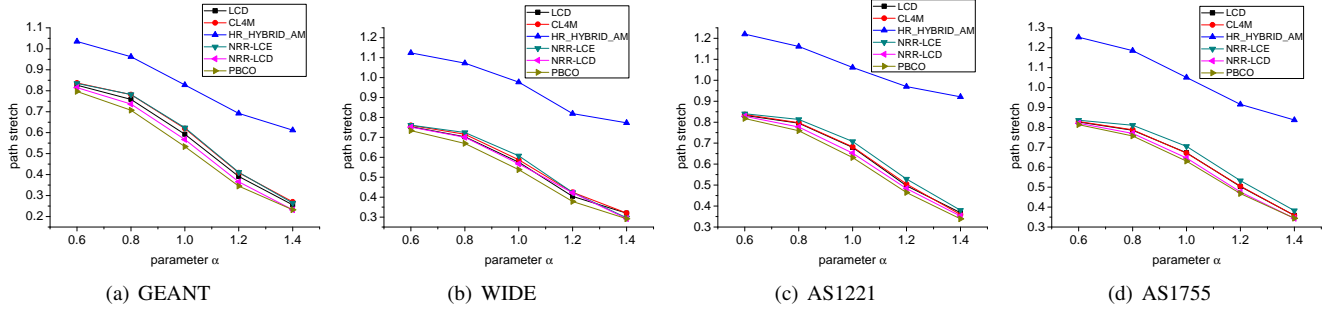 LCD
CL4M
HR_HYBRID_AM
NRR-LCE
NRR-LCD
PBCO
1.1
1.0
0.9
0.8
0.7
0.6
0.5
0.4
0.3
0.2
path stretch
0.6 0.8 1.0 1.2 1.4
parameter α
(a) GEANT
LCD
CL4M
HR_HYBRID_AM
NRR-LCE
NRR-LCD
PBCO
1.2
1.1
1.0
0.9
0.8
0.7
0.6
0.5
0.4
0.3
path stretch
0.6 0.8 1.0 1.2 1.4
parameter α
(b) WIDE
LCD
CL4M
HR_HYBRID_AM
NRR-LCE
NRR-LCD
PBCO
1.2
1.1
1.0
0.9
0.8
0.7
0.6
0.5
0.4
0.3
path stretch
0.6 0.8 1.0 1.2 1.4
parameter α
(c) AS1221
LCD
CL4M
HR_HYBRID_AM
NRR-LCE
NRR-LCD
PBCO
1.3
1.2
1.1
1.0
0.9
0.8
0.7
0.6
0.5
0.4
0.3
path stretch
0.6 0.8 1.0 1.2 1.4
parameter α
(d) AS1755